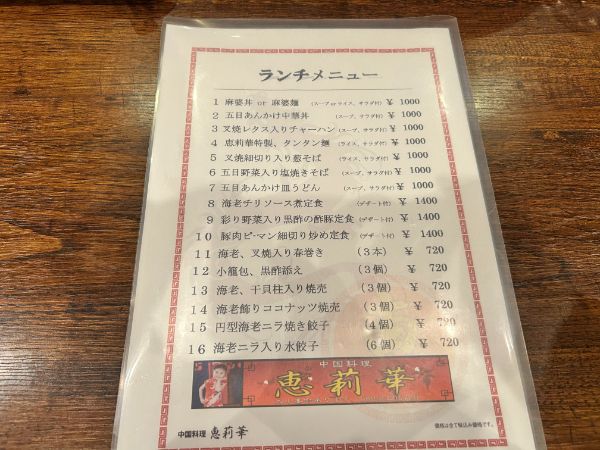 ランチメニュー
1 麻婆丼 or 麻婆麺 (スープorライス、サラダ付) ¥ 1000
2 五目あんかけ中華丼 (スープ、サラダ付) ¥ 1000
3 叉焼レタス入りチャーハン (スープ、サラダ付) ¥ 1000
4 恵莉華特製、タンタン麺 (ライス、サラダ付) ¥ 1000
5 叉焼細切り入り葱そば (ライス、サラダ付) ¥ 1000
6 五目野菜入り塩焼きそば (スープ、サラダ付) ¥ 1000
7 五目あんかけ皿うどん (スープ、サラダ付) ¥ 1000
8 海老チリソース煮定食 (デザート付) ¥ 1400
9 彩り野菜入り黒酢の酢豚定食 (デザート付) ¥ 1400
10 豚肉ピーマン細切り炒め定食 (デザート付) ¥ 1400
11 海老、叉焼入り春巻き (3本) ¥ 720
12 小籠包、黒酢添え (3個) ¥ 720
13 海老、干貝柱入り焼売 (3個) ¥ 720
14 海老飾りココナッツ焼売 (3個) ¥ 720
15 円型海老ニラ焼き餃子 (4個) ¥ 720
16 海老ニラ入り水餃子 (6個) ¥ 720
中国料理
恵莉華
中国料理 恵莉華
価格は全て税込み価格です。